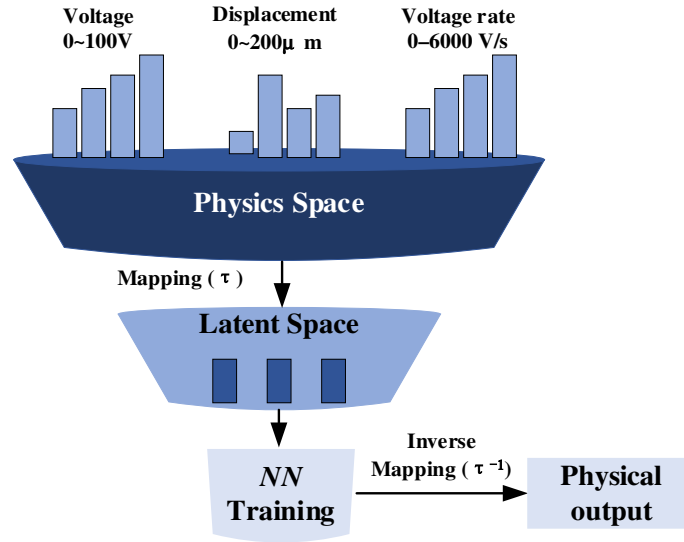 Voltage
0~100V
Displacement
0~200μ m
Voltage rate
0–6000 V/s
Physics Space
Mapping ( τ )
Latent Space
NN
Training
Inverse
Mapping ( τ⁻¹)
Physical
output